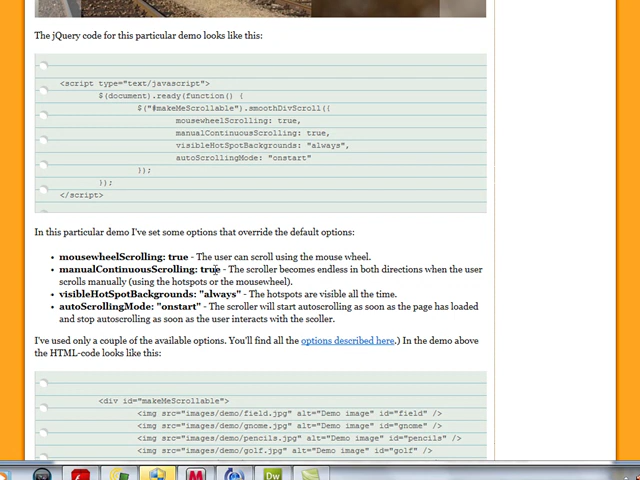 The jQuery code for this particular demo looks like this:
<script type="text/javascript">
$(document).ready(function() {
$("#makeMeScrollable").smoothDivScroll({
mousewheelScrolling: true,
manualContinuousScrolling: true,
visibleHotSpotBackgrounds: "always",
autoScrollingMode: "onstart"
});
});
</script>
In this particular demo I've set some options that override the default options:
mousewheelScrolling: true - The user can scroll using the mouse wheel.
manualContinuousScrolling: true - The scroller becomes endless in both directions when the user
scrolls manually (using the hotspots or the mousewheel).
visibleHotSpotBackgrounds: "always" - The hotspots are visible all the time.
autoScrollingMode: "onstart" - The scroller will start autoscrolling as soon as the page has loaded
and stop autoscrolling as soon as the user interacts with the scoller.
I've used only a couple of the available options. You'll find all the options described here.) In the demo above
the HTML-code looks like this:
<div id="makeMeScrollable">
<img src="images/demo/field.jpg" alt="Demo image" id="field" />
<img src="images/demo/gnome.jpg" alt="Demo image" id="gnome" />
<img src="images/demo/pencils.jpg" alt="Demo image" id="pencils" />
<img src="images/demo/golf.jpg" alt="Demo image" id="golf" />
Dw